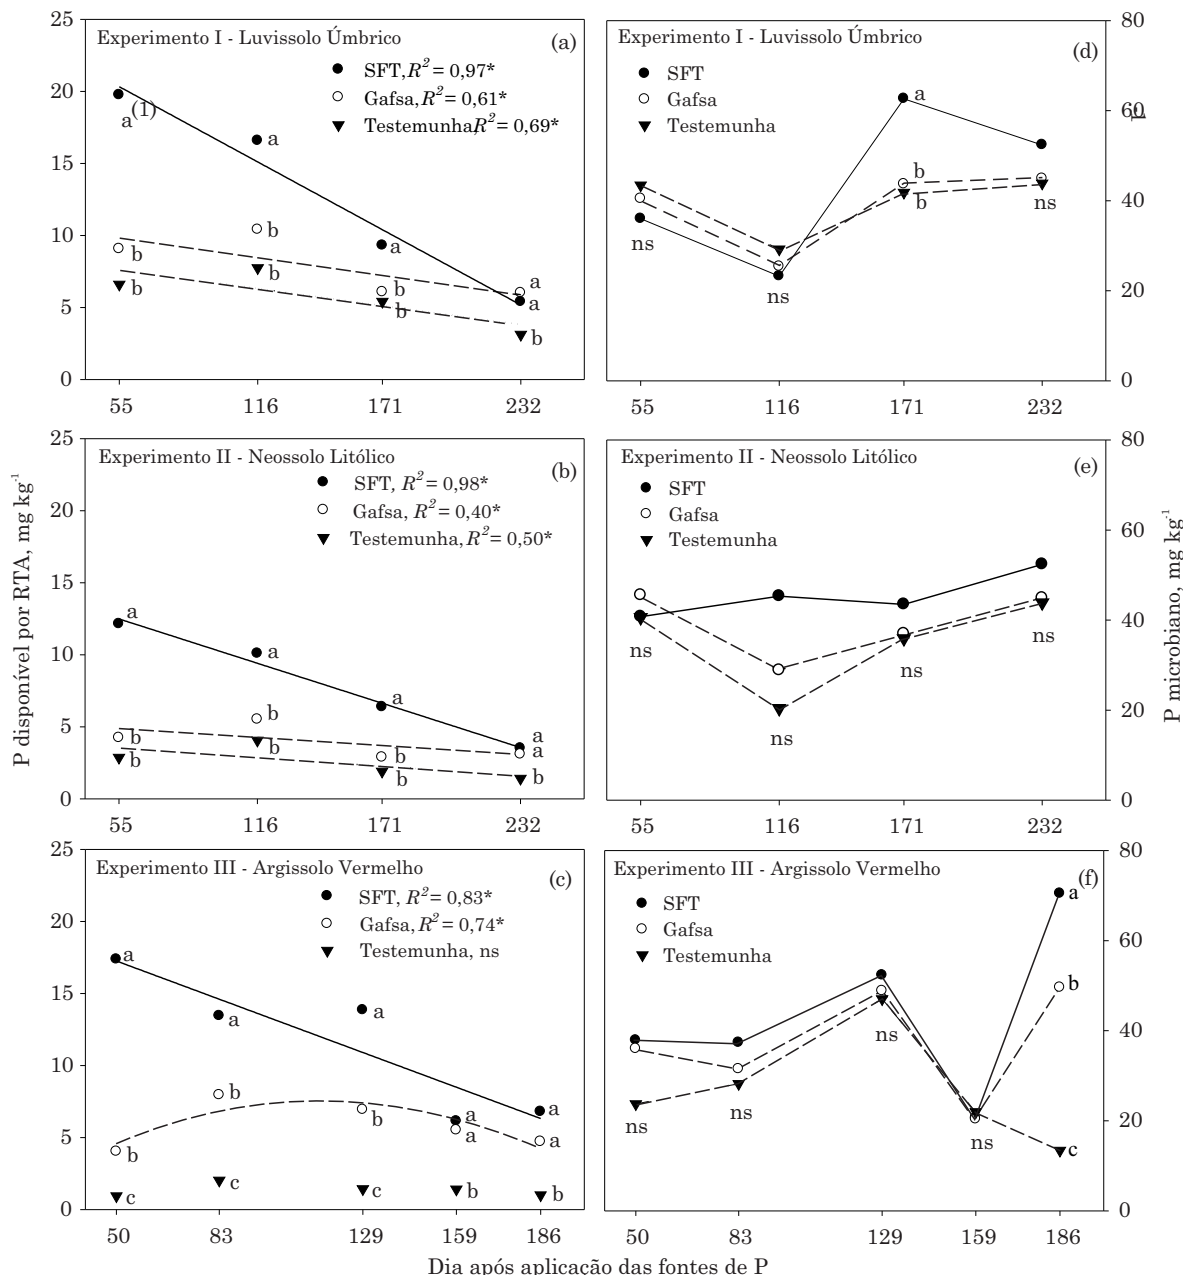 Experimento I - Luvissolo Úmbrico
(a)
SFT, R² = 0,97*
Gafsa, R² = 0,61*
Testemunha, R² = 0,69*
25
20
15
10
5
0
a(1)
a
a
a
b
b
b
a
b
b
b
b
55 116 171 232
Experimento I - Luvissolo Úmbrico
(d)
SFT
Gafsa
Testemunha
80
60
40
20
0
ns
ns
a
b
b
ns
55 116 171 232
P disponível por RTA, mg kg⁻¹
Experimento II - Neossolo Litólico
(b)
SFT, R² = 0,98*
Gafsa, R² = 0,40*
Testemunha, R² = 0,50*
25
20
15
10
5
0
a
a
a
a
b
b
b
a
b
b
b
b
55 116 171 232
Experimento II - Neossolo Litólico
(e)
SFT
Gafsa
Testemunha
80
60
40
20
0
ns
ns
ns
ns
55 116 171 232
P microbiano, mg kg⁻¹
Experimento III - Argissolo Vermelho
(c)
SFT, R² = 0,83*
Gafsa, R² = 0,74*
Testemunha, ns
25
20
15
10
5
0
a
a
a
a
a
b
b
b
a
a
c
c
c
b
b
50 83 129 159 186
Experimento III - Argissolo Vermelho
(f)
SFT
Gafsa
Testemunha
80
60
40
20
0
ns
ns
ns
ns
a
b
c
50 83 129 159 186
Dia após aplicação das fontes de P